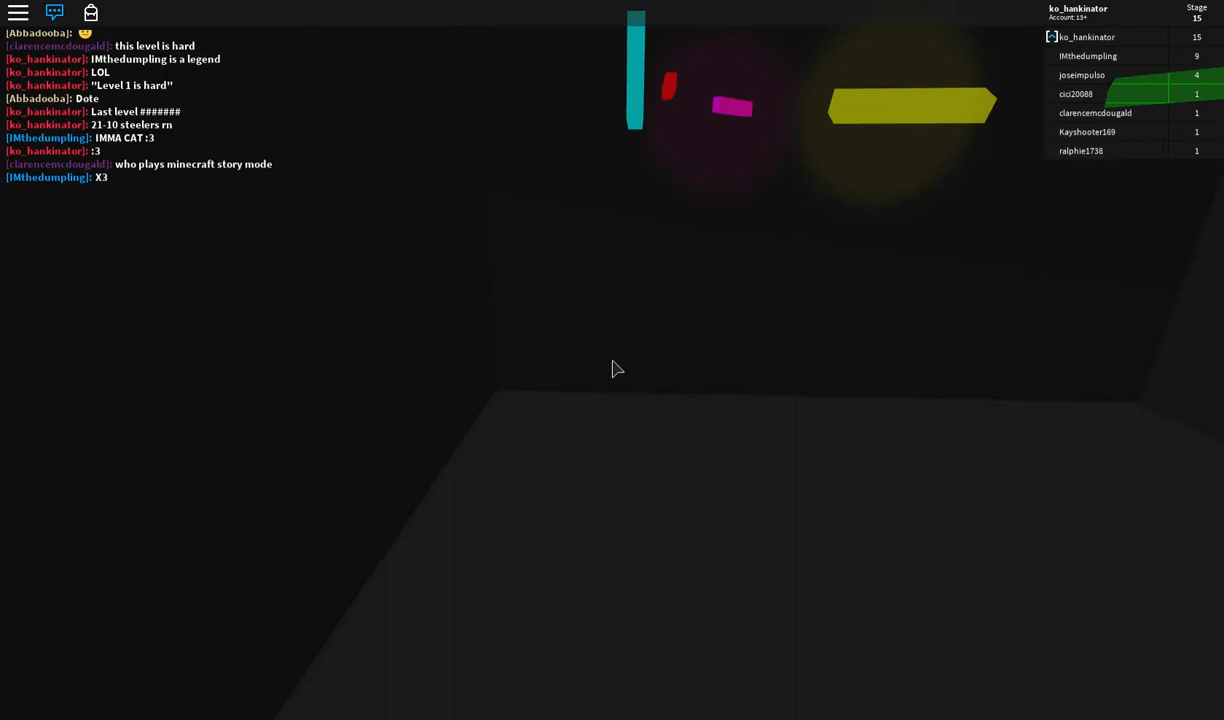 [Abbadooba]: 😐
[clarencemcdougald]: this level is hard
[ko_hankinator]: IMthedumpling is a legend
[ko_hankinator]: LOL
[ko_hankinator]: "Level 1 is hard"
[Abbadooba]: Dote
[ko_hankinator]: Last level #######
[ko_hankinator]: 21-10 steelers rn
[IMthedumpling]: IMMA CAT :3
[ko_hankinator]: :3
[clarencemcdougald]: who plays minecraft story mode
[IMthedumpling]: X3
ko_hankinator Stage
Account: 13+ 15
ko_hankinator 15
IMthedumpling 9
joseimpulso 4
cici20088 1
clarencemcdougald 1
Kayshooter169 1
ralphie1738 1